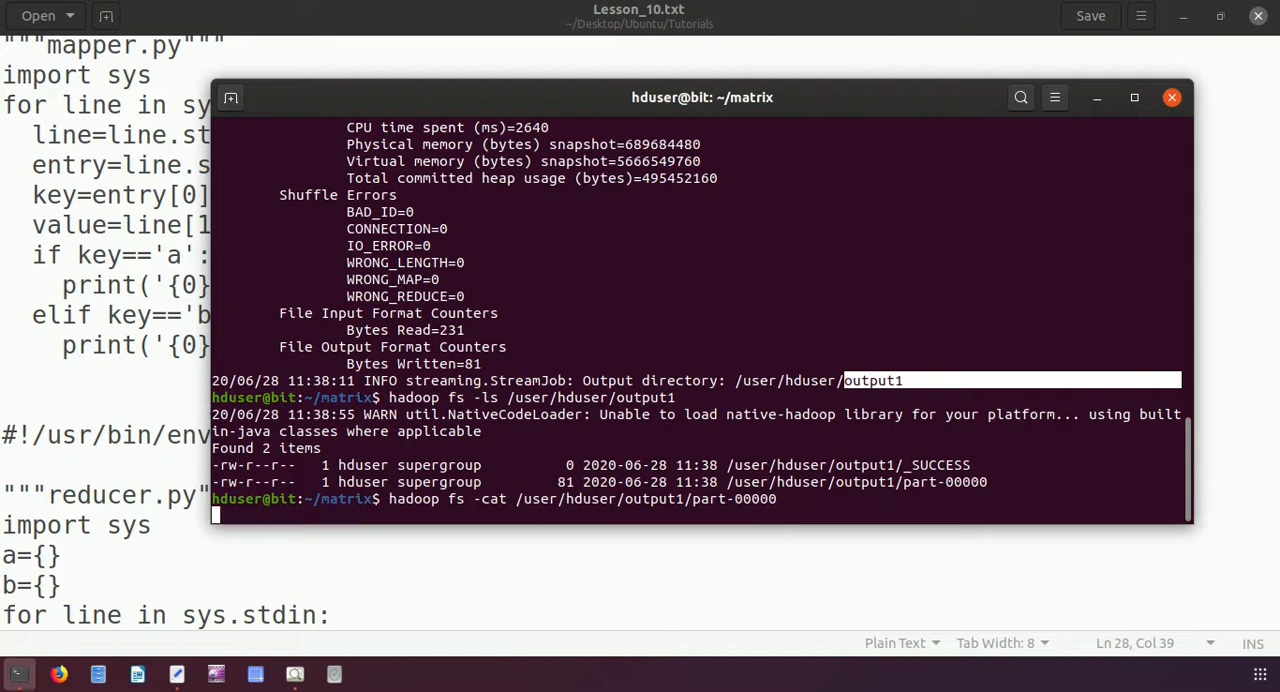 Open
Lesson_10.txt
~/Desktop/Ubuntu/Tutorials
Save
"""mapper.py"""
import sys
for line in sy
line=line.st
entry=line.s
key=entry[0]
value=line[1
if key=='a':
print('{0}
elif key=='b
print('{0}
#!/usr/bin/env
"""reducer.py"
import sys
a={}
b={}
for line in sys.stdin:
hduser@bit: ~/matrix
CPU time spent (ms)=2640
Physical memory (bytes) snapshot=689684480
Virtual memory (bytes) snapshot=5666549760
Total committed heap usage (bytes)=495452160
Shuffle Errors
BAD_ID=0
CONNECTION=0
IO_ERROR=0
WRONG_LENGTH=0
WRONG_MAP=0
WRONG_REDUCE=0
File Input Format Counters
Bytes Read=231
File Output Format Counters
Bytes Written=81
20/06/28 11:38:11 INFO streaming.StreamJob: Output directory: /user/hduser/output1
hduser@bit:~/matrix$ hadoop fs -ls /user/hduser/output1
20/06/28 11:38:55 WARN util.NativeCodeLoader: Unable to load native-hadoop library for your platform... using built
in-java classes where applicable
Found 2 items
-rw-r--r-- 1 hduser supergroup 0 2020-06-28 11:38 /user/hduser/output1/_SUCCESS
-rw-r--r-- 1 hduser supergroup 81 2020-06-28 11:38 /user/hduser/output1/part-00000
hduser@bit:~/matrix$ hadoop fs -cat /user/hduser/output1/part-00000
Plain Text
Tab Width: 8
Ln 28, Col 39
INS